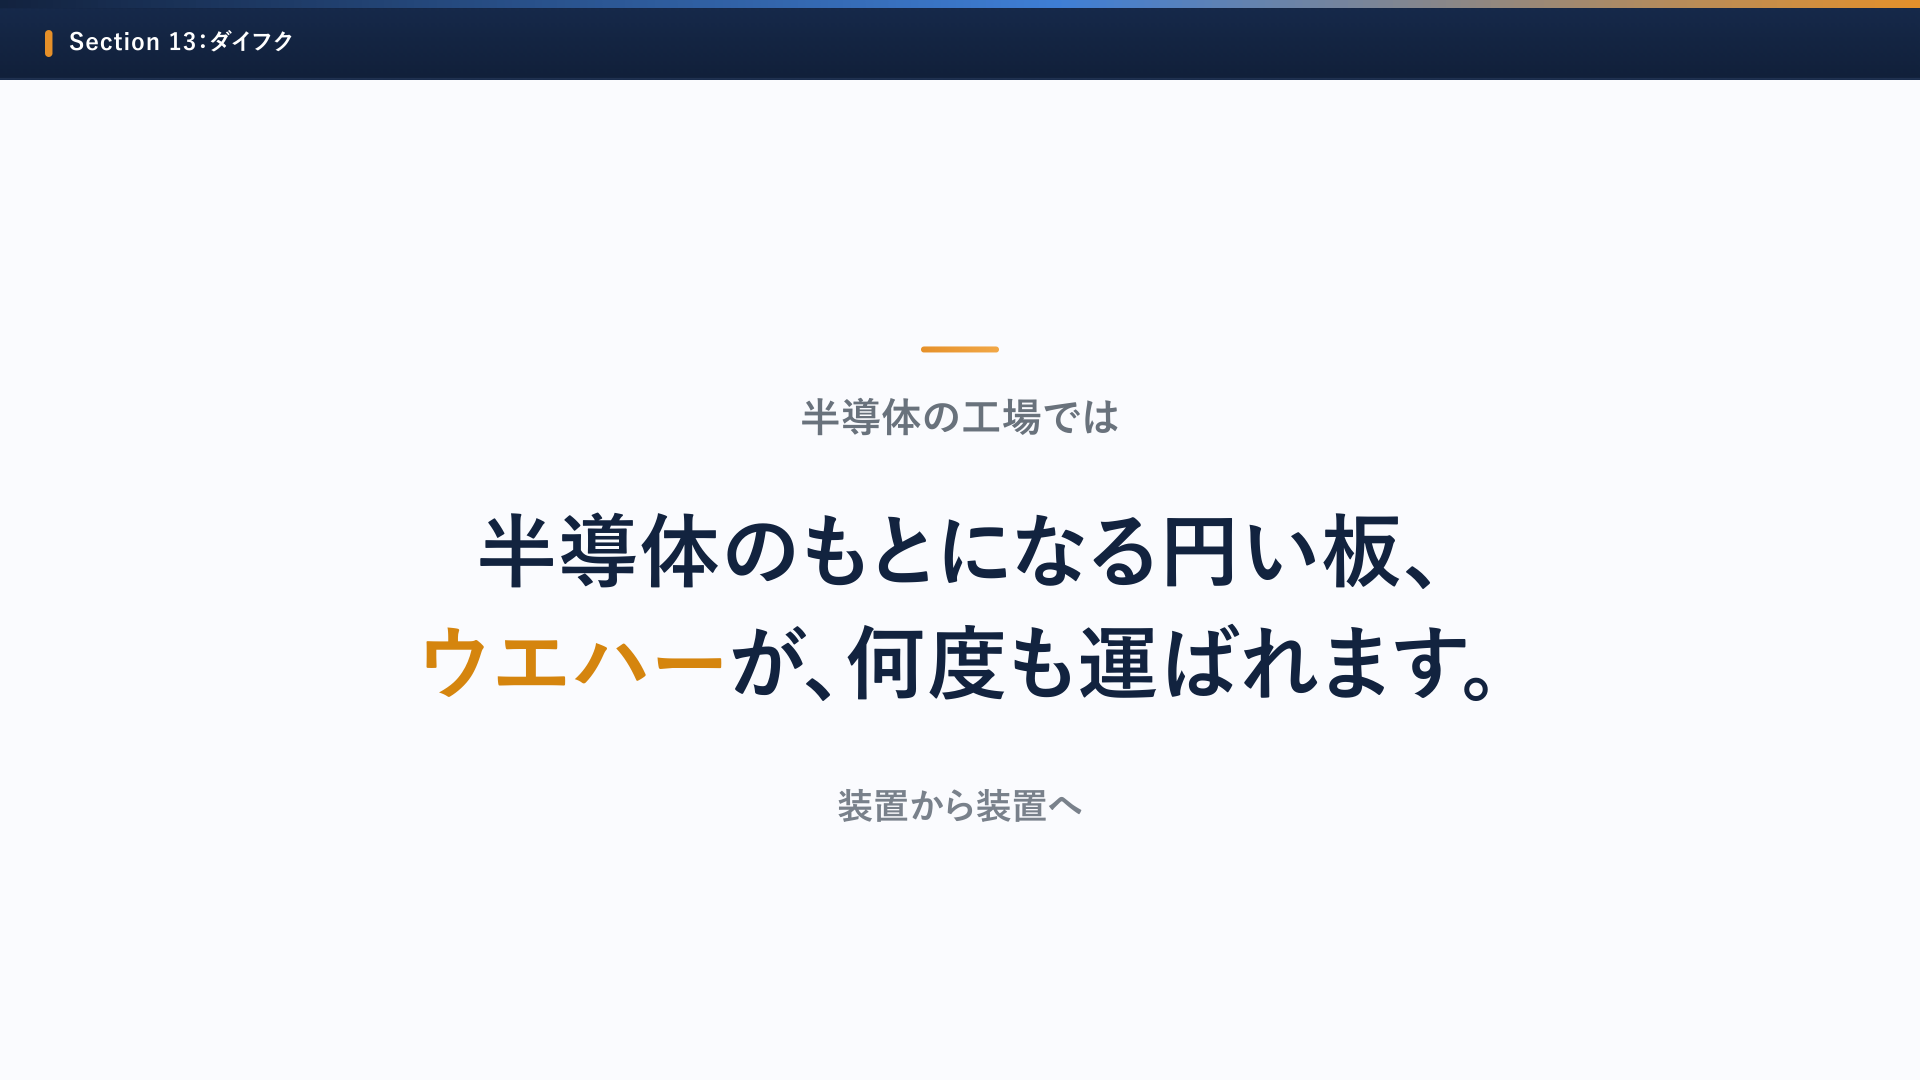 Section 13：ダイフク
半導体の工場では
半導体のもとになる円い板、
ウエハーが、何度も運ばれます。
装置から装置へ